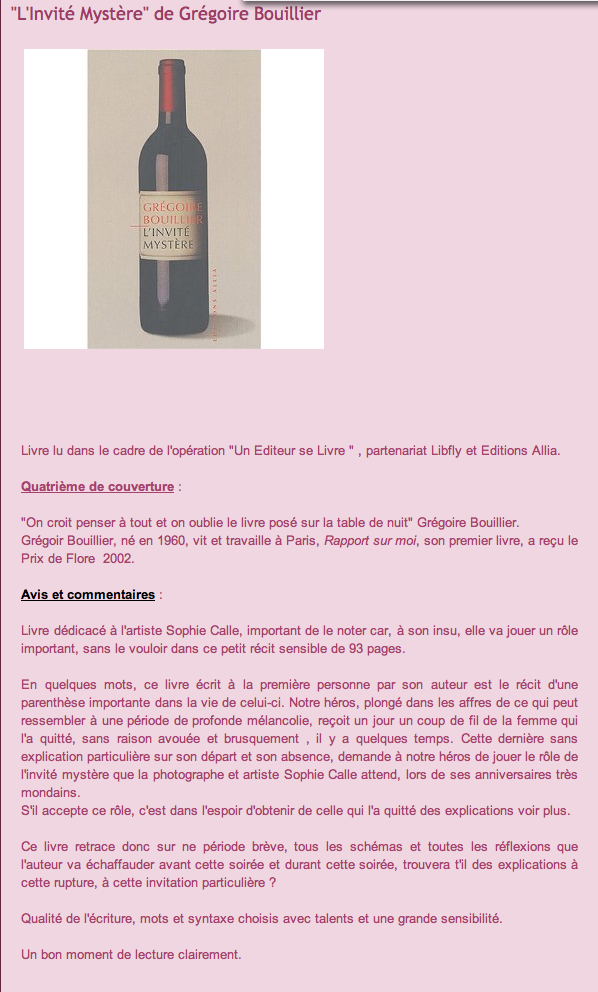 "L'Invité Mystère" de Grégoire Bouillier
GRÉGOIRE
BOUILLIER
L'INVITÉ
MYSTÈRE
EDITIONS ALLIA
Livre lu dans le cadre de l'opération "Un Editeur se Livre " , partenariat Libfly et Editions Allia.
Quatrième de couverture :
"On croit penser à tout et on oublie le livre posé sur la table de nuit" Grégoire Bouillier.
Grégoir Bouillier, né en 1960, vit et travaille à Paris, Rapport sur moi, son premier livre, a reçu le
Prix de Flore 2002.
Avis et commentaires :
Livre dédicacé à l'artiste Sophie Calle, important de le noter car, à son insu, elle va jouer un rôle
important, sans le vouloir dans ce petit récit sensible de 93 pages.
En quelques mots, ce livre écrit à la première personne par son auteur est le récit d'une
parenthèse importante dans la vie de celui-ci. Notre héros, plongé dans les affres de ce qui peut
ressembler à une période de profonde mélancolie, reçoit un jour un coup de fil de la femme qui
l'a quitté, sans raison avouée et brusquement , il y a quelques temps. Cette dernière sans
explication particulière sur son départ et son absence, demande à notre héros de jouer le rôle de
l'invité mystère que la photographe et artiste Sophie Calle attend, lors de ses anniversaires très
mondains.
S'il accepte ce rôle, c'est dans l'espoir d'obtenir de celle qui l'a quitté des explications voir plus.
Ce livre retrace donc sur ne période brève, tous les schémas et toutes les réflexions que
l'auteur va échaffauder avant cette soirée et durant cette soirée, trouvera t'il des explications à
cette rupture, à cette invitation particulière ?
Qualité de l'écriture, mots et syntaxe choisis avec talents et une grande sensibilité.
Un bon moment de lecture clairement.